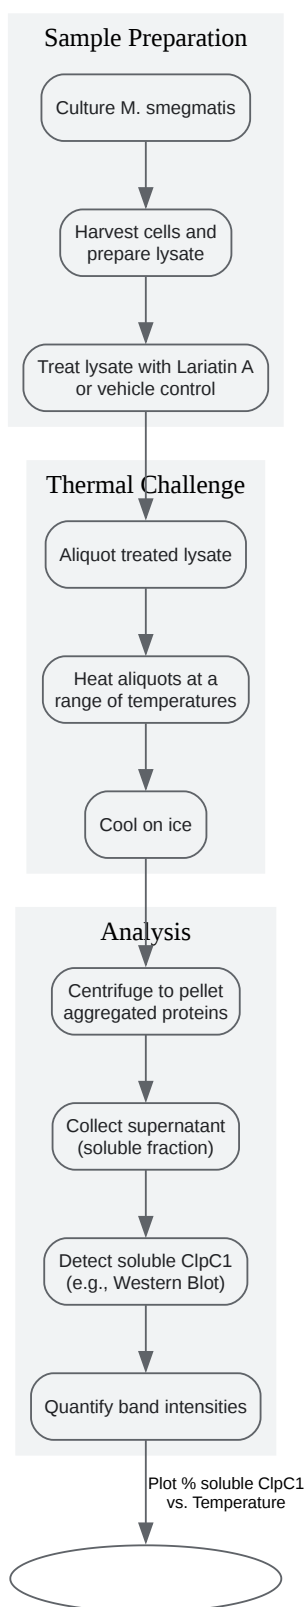 Sample Preparation
Culture M. smegmatis
Harvest cells and
prepare lysate
Treat lysate with Lariatin A
or vehicle control
Thermal Challenge
Aliquot treated lysate
Heat aliquots at a
range of temperatures
Cool on ice
Analysis
Centrifuge to pellet
aggregated proteins
Collect supernatant
(soluble fraction)
Detect soluble ClpC1
(e.g., Western Blot)
Quantify band intensities
Plot % soluble ClpC1
vs. Temperature